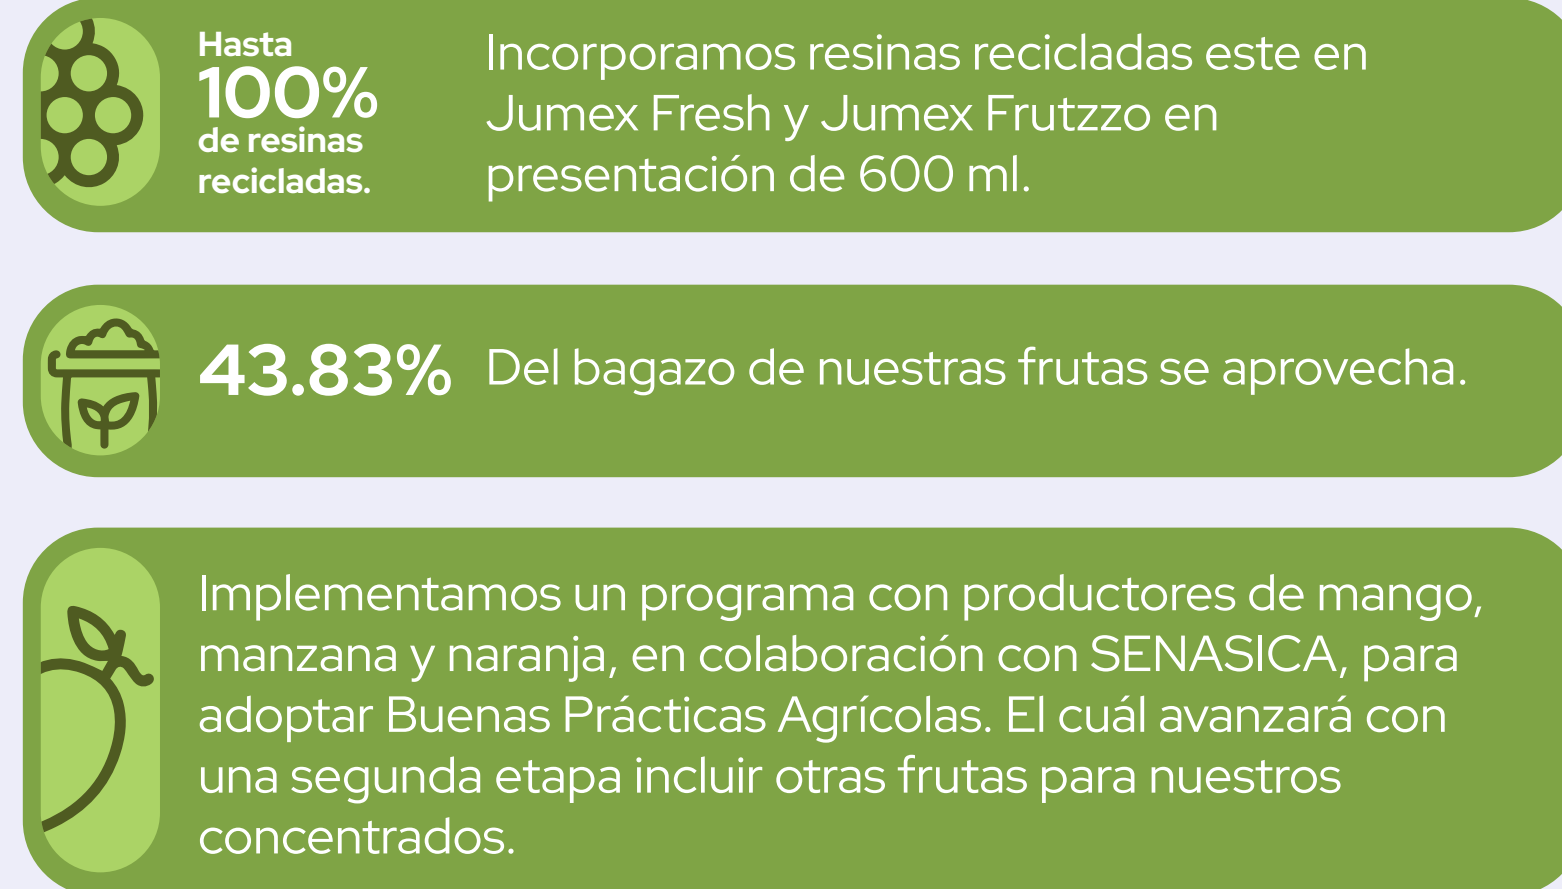 Hasta
100%
de resinas
recicladas.
Incorporamos resinas recicladas este en
Jumex Fresh y Jumex Frutzzo en
presentación de 600 ml.
43.83%
Del bagazo de nuestras frutas se aprovecha.
Implementamos un programa con productores de mango,
manzana y naranja, en colaboración con SENASICA, para
adoptar Buenas Prácticas Agrícolas. El cuál avanzará con
una segunda etapa incluir otras frutas para nuestros
concentrados.